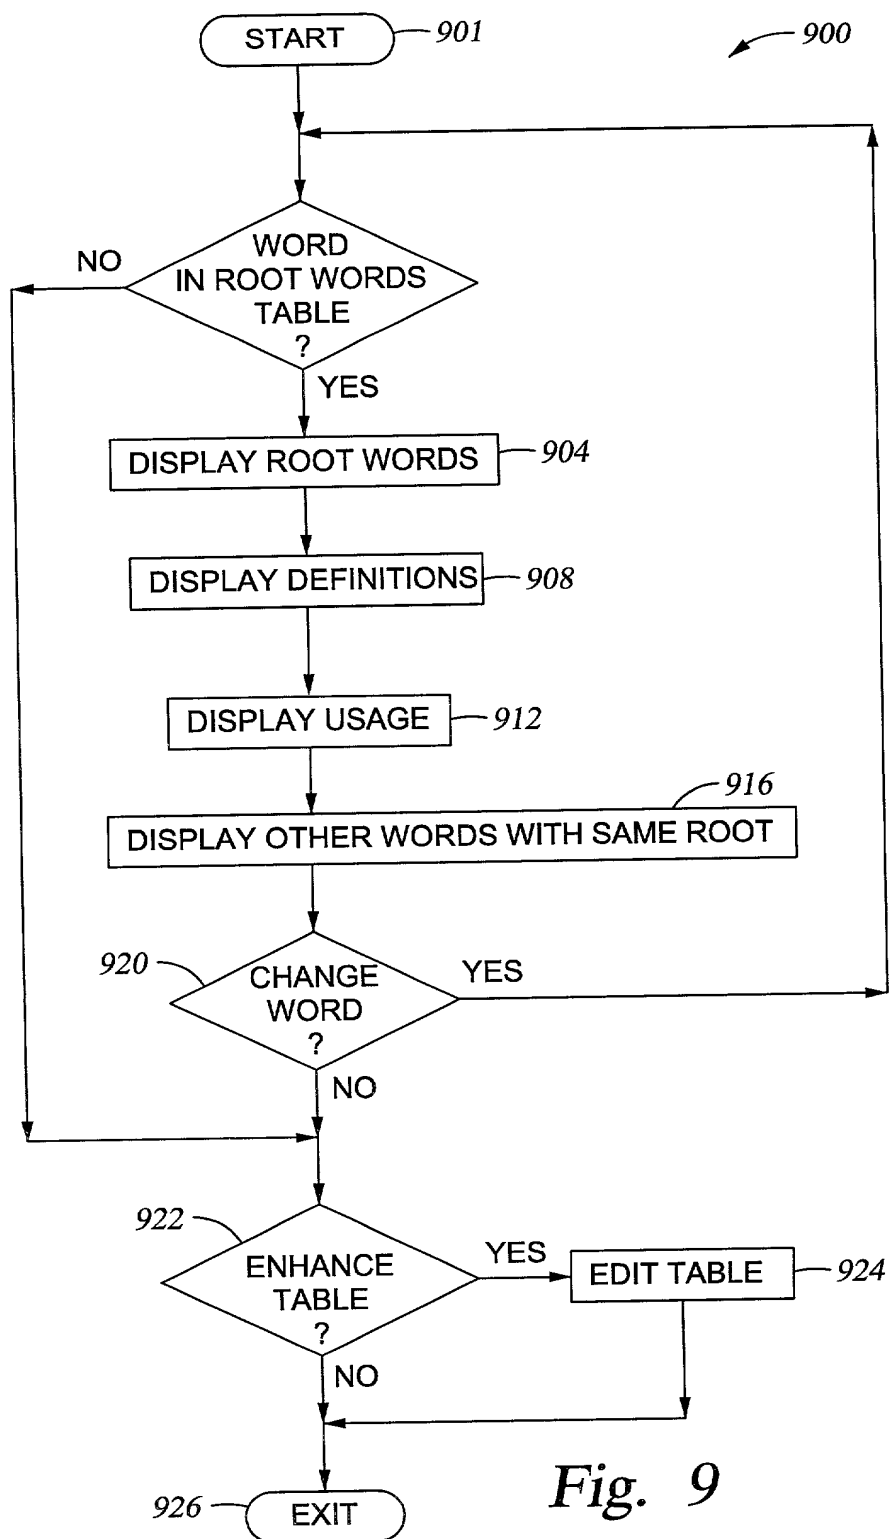 START
901
900
WORD
IN ROOT WORDS
TABLE
?
NO
YES
DISPLAY ROOT WORDS
904
DISPLAY DEFINITIONS
908
DISPLAY USAGE
912
916
DISPLAY OTHER WORDS WITH SAME ROOT
920
CHANGE
WORD
?
YES
NO
922
ENHANCE
TABLE
?
YES
EDIT TABLE
924
NO
926
EXIT
Fig. 9